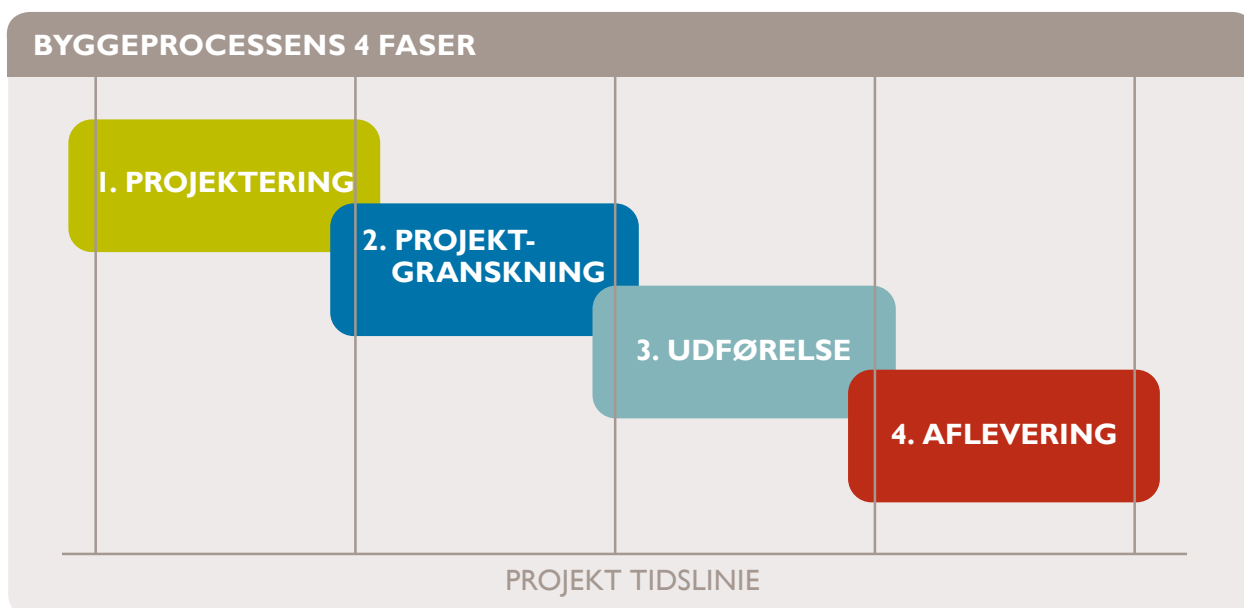 BYGGEPROCESSENS 4 FASER
1. PROJEKTERING
2. PROJEKT-
GRANSKNING
3. UDFØRELSE
4. AFLEVERING
PROJEKT TIDSLINIE